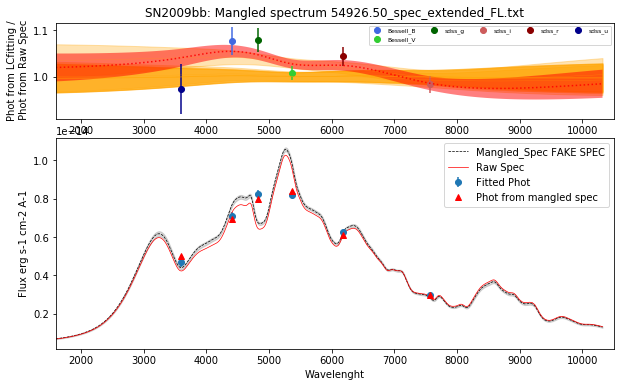 SN2009bb: Mangled spectrum 54926.50_spec_extended_FL.txt
Phot from LCfitting /
Phot from Raw Spec
1.1
1.0
Bessell_B
Bessell_V
sdss_g
sdss_i
sdss_r
sdss_u
2000 3000 4000 5000 6000 7000 8000 9000 10000
1e−14
Flux erg s-1 cm-2 A-1
1.0
0.8
0.6
0.4
0.2
Mangled_Spec FAKE SPEC
Raw Spec
Fitted Phot
Phot from mangled spec
2000 3000 4000 5000 6000 7000 8000 9000 10000
Wavelenght